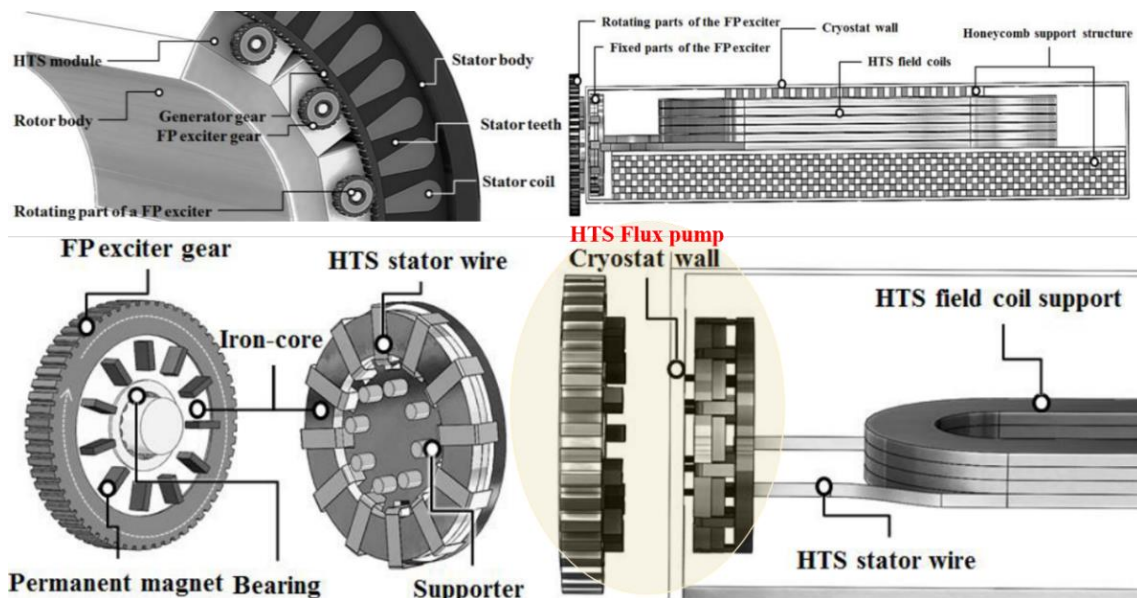 HTS module
Rotor body
Generator gear
FP exciter gear
Rotating part of a FP exciter
Stator body
Stator teeth
Stator coil
Rotating parts of the FP exciter
Fixed parts of the FP exciter
Cryostat wall
HTS field coils
Honeycomb support structure
FP exciter gear
HTS stator wire
Iron-core
Permanent magnet
Bearing
Supporter
HTS Flux pump
Cryostat wall
HTS field coil support
HTS stator wire